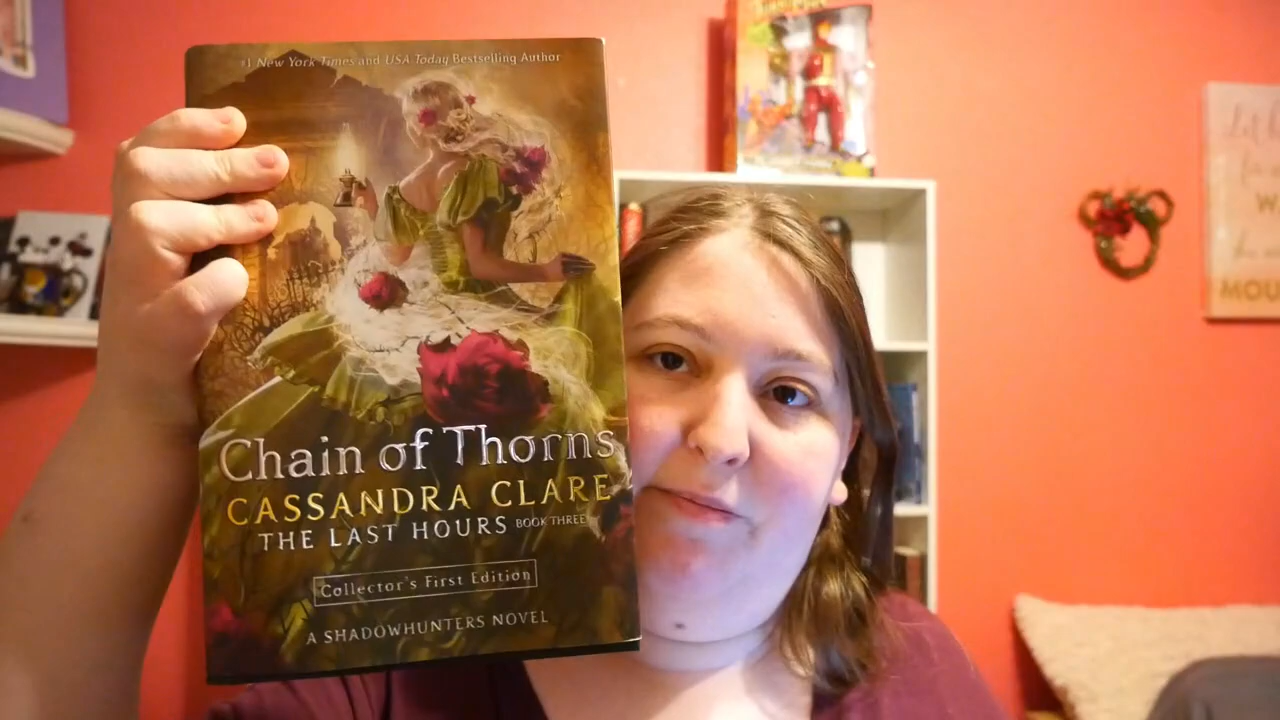 #1 New York Times and USA Today Bestselling Author
Chain of Thorns
CASSANDRA CLARE
THE LAST HOURS BOOK THREE
Collector's First Edition
A SHADOWHUNTERS NOVEL
MOU